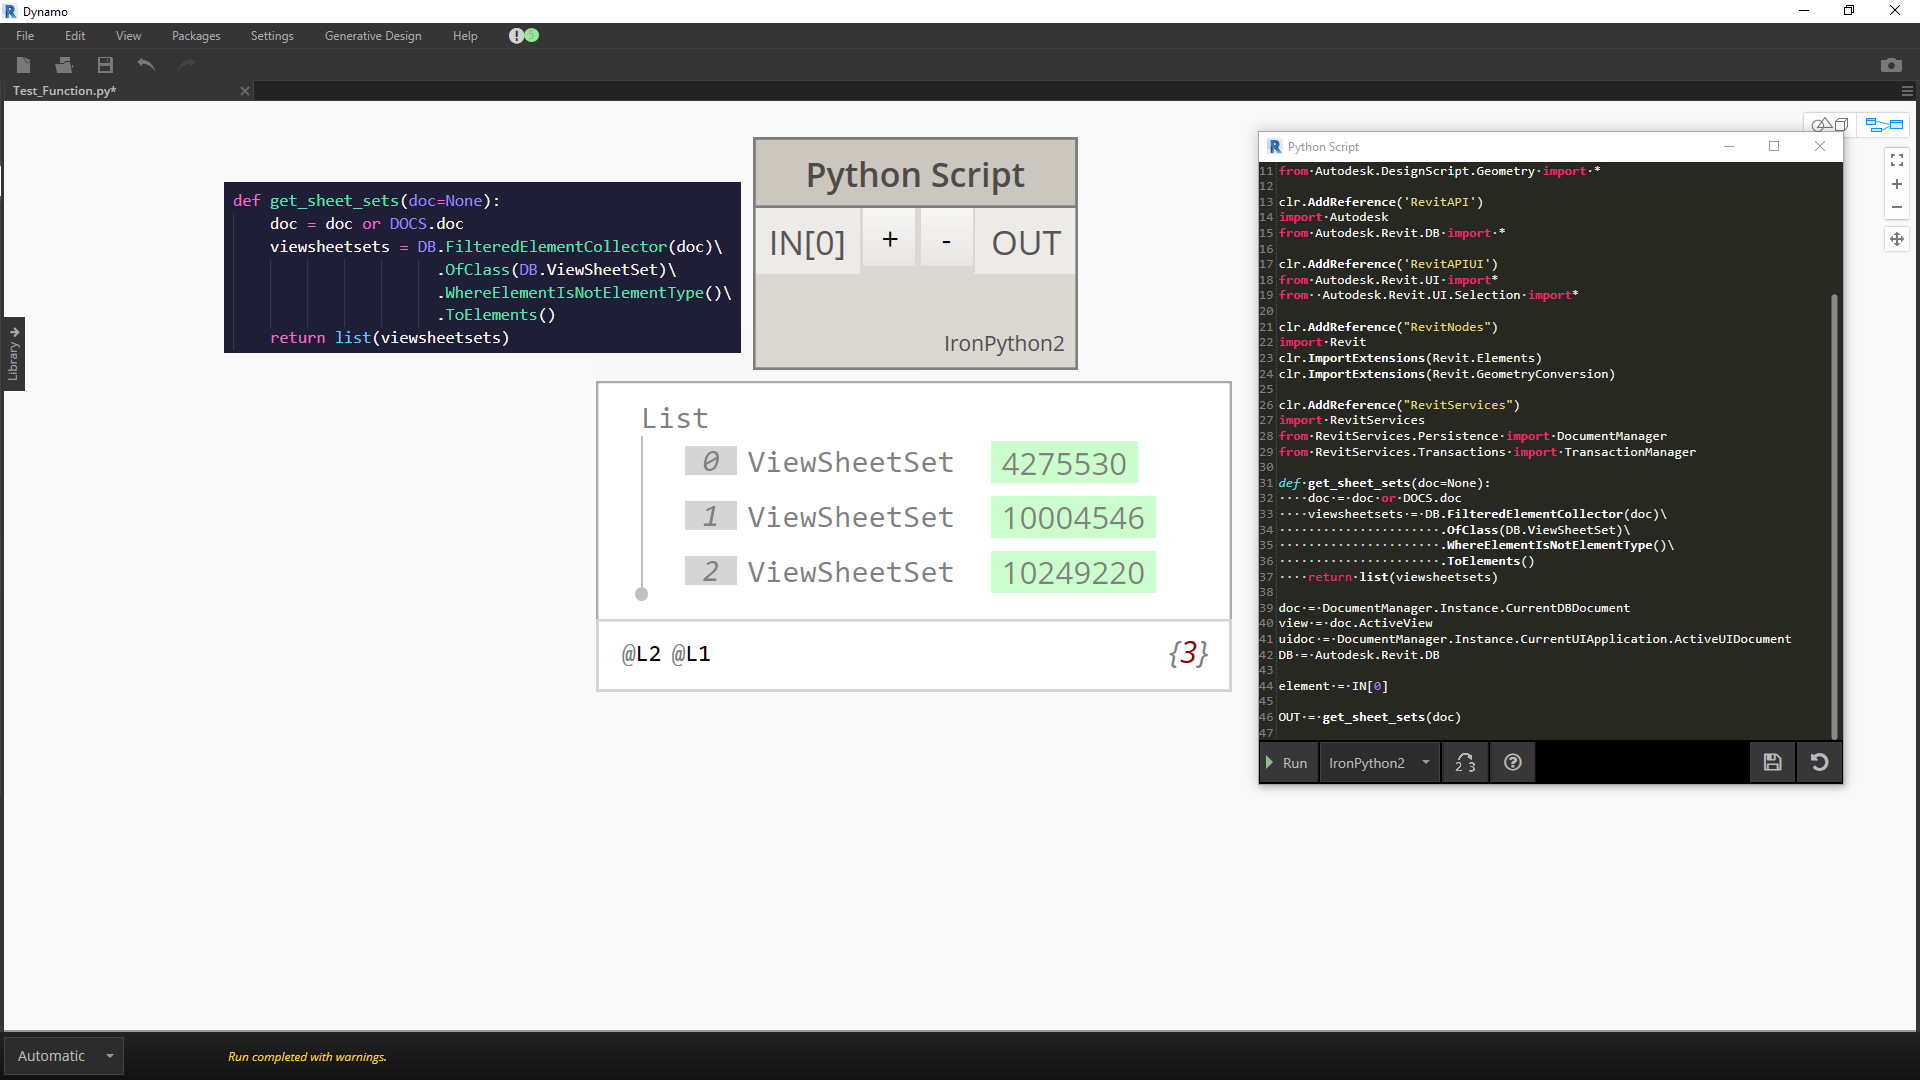 Dynamo
File Edit View Packages Settings Generative Design Help
Test_Function.py*
Library
def get_sheet_sets(doc=None):
    doc = doc or DOCS.doc
    viewsheetsets = DB.FilteredElementCollector(doc)\
                      .OfClass(DB.ViewSheetSet)\
                      .WhereElementIsNotElementType()\
                      .ToElements()
    return list(viewsheetsets)
Python Script
IN[0] + - OUT
IronPython2
List
0 ViewSheetSet 4275530
1 ViewSheetSet 10004546
2 ViewSheetSet 10249220
@L2 @L1 {3}
Python Script
11 from·Autodesk.DesignScript.Geometry·import·*
12
13 clr.AddReference('RevitAPI')
14 import·Autodesk
15 from·Autodesk.Revit.DB·import·*
16
17 clr.AddReference('RevitAPIUI')
18 from·Autodesk.Revit.UI·import*
19 from··Autodesk.Revit.UI.Selection·import*
20
21 clr.AddReference("RevitNodes")
22 import·Revit
23 clr.ImportExtensions(Revit.Elements)
24 clr.ImportExtensions(Revit.GeometryConversion)
25
26 clr.AddReference("RevitServices")
27 import·RevitServices
28 from·RevitServices.Persistence·import·DocumentManager
29 from·RevitServices.Transactions·import·TransactionManager
30
31 def·get_sheet_sets(doc=None):
32 ····doc·=·doc·or·DOCS.doc
33 ····viewsheetsets·=·DB.FilteredElementCollector(doc)\
34 ······················.OfClass(DB.ViewSheetSet)\
35 ······················.WhereElementIsNotElementType()\
36 ······················.ToElements()
37 ····return·list(viewsheetsets)
38
39 doc·=·DocumentManager.Instance.CurrentDBDocument
40 view·=·doc.ActiveView
41 uidoc·=·DocumentManager.Instance.CurrentUIApplication.ActiveUIDocument
42 DB·=·Autodesk.Revit.DB
43
44 element·=·IN[0]
45
46 OUT·=·get_sheet_sets(doc)
47
Run IronPython2 2 3
Automatic Run completed with warnings.